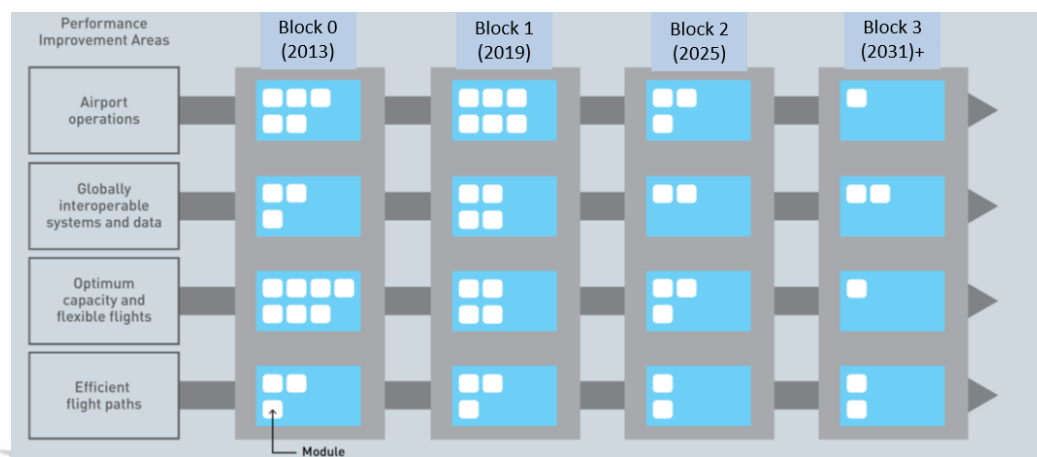 Performance
Improvement Areas
Block 0
(2013)
Block 1
(2019)
Block 2
(2025)
Block 3
(2031)+
Airport
operations
Globally
interoperable
systems and data
Optimum
capacity and
flexible flights
Efficient
flight paths
Module